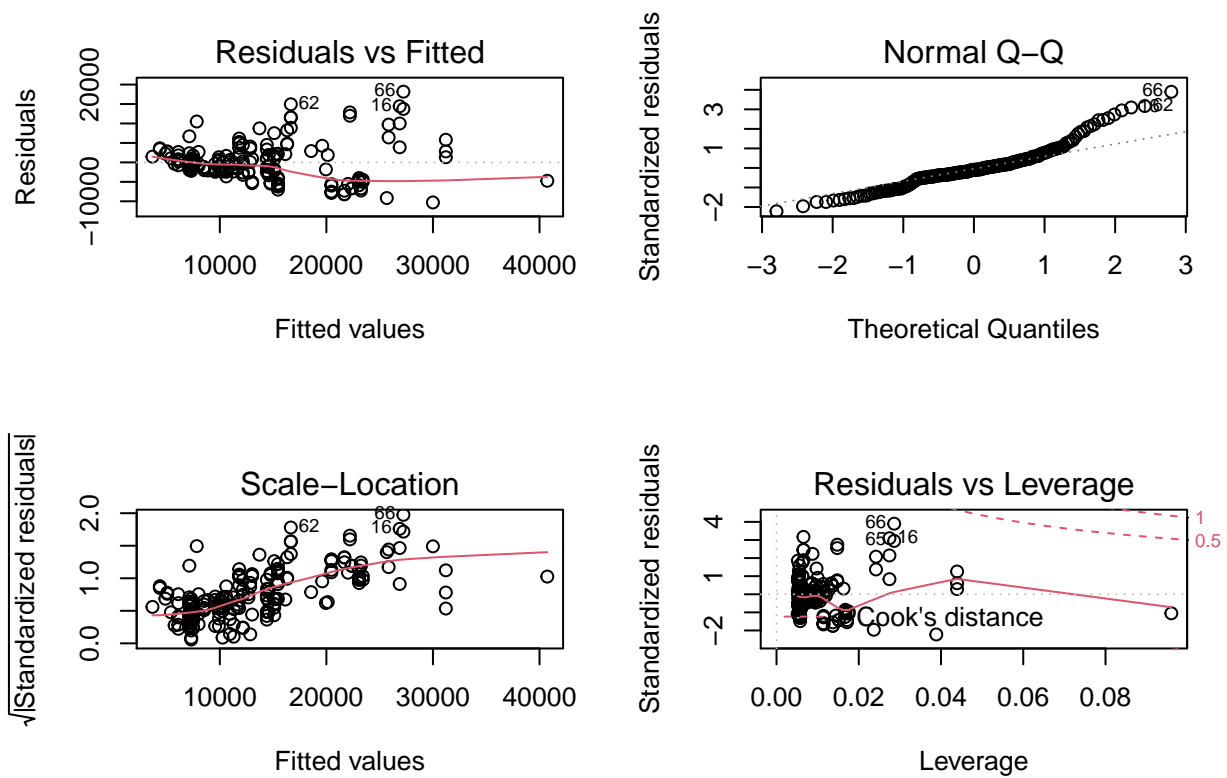 Residuals vs Fitted
Residuals
20000
−10000
62
66
16
10000 20000 30000 40000
Fitted values
Normal Q−Q
Standardized residuals
3
1
−2
66
62
−3 −2 −1 0 1 2 3
Theoretical Quantiles
Scale−Location
√|Standardized residuals|
2.0
1.0
0.0
62
66
16
10000 20000 30000 40000
Fitted values
Residuals vs Leverage
Standardized residuals
4
1
−2
66
65
16
1
0.5
Cook's distance
0.00 0.02 0.04 0.06 0.08
Leverage